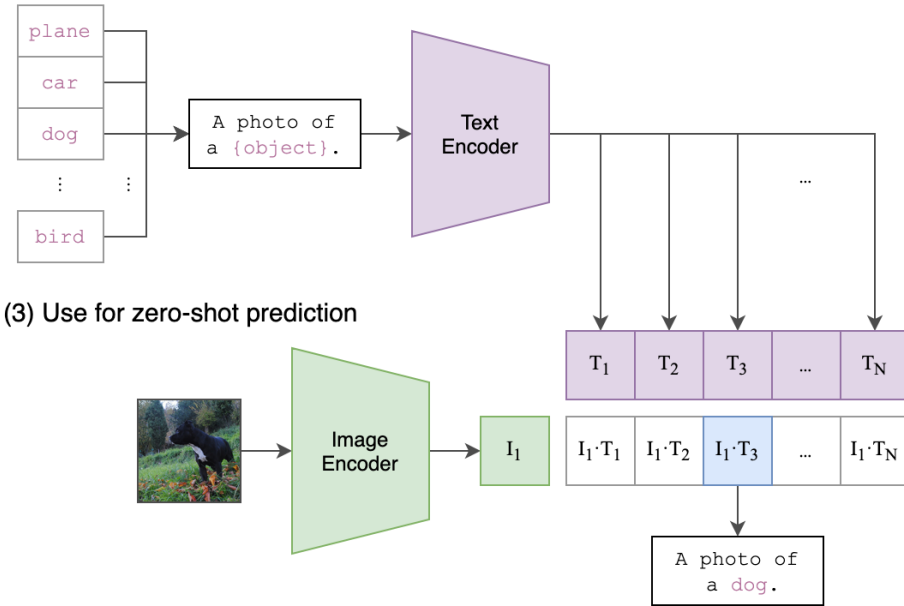 plane
car
dog
⋮ ⋮
bird
A photo of
a {object}.
Text
Encoder
...
(3) Use for zero-shot prediction
T1 T2 T3 ... TN
Image
Encoder
I1
I1·T1 I1·T2 I1·T3 ... I1·TN
A photo of
a dog.